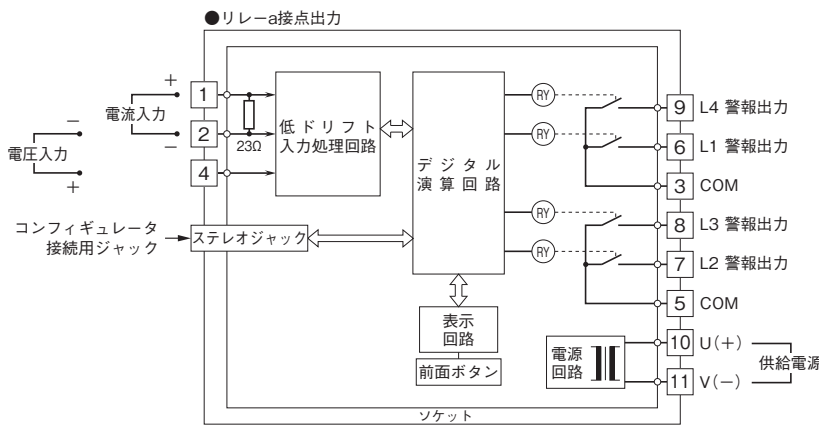 ●リレーa接点出力
+
電流入力
−
−
電圧入力
+
1
2
4
23Ω
低ドリフト
入力処理回路
デジタル
演算回路
RY
RY
RY
RY
9 L4 警報出力
6 L1 警報出力
3 COM
8 L3 警報出力
7 L2 警報出力
5 COM
コンフィギュレータ
接続用ジャック
ステレオジャック
表示
回路
前面ボタン
電源
回路
10 U(+)
11 V(−)
供給電源
ソケット